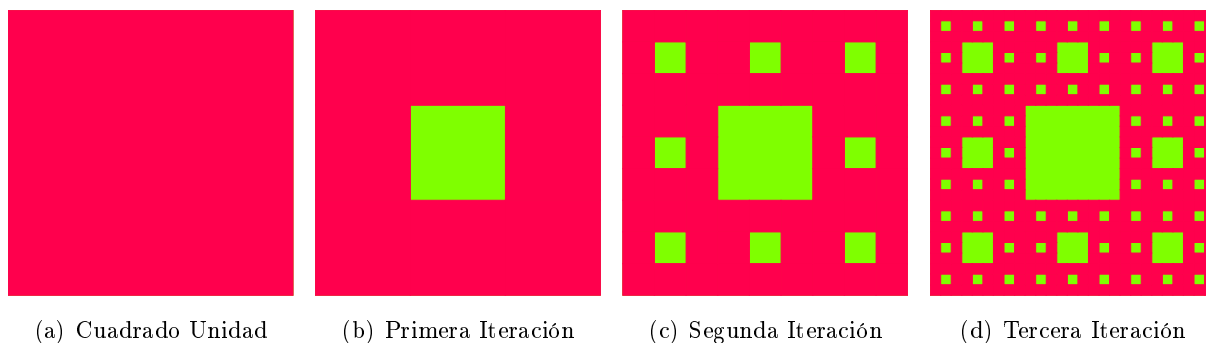 (a) Cuadrado Unidad
(b) Primera Iteración
(c) Segunda Iteración
(d) Tercera Iteración